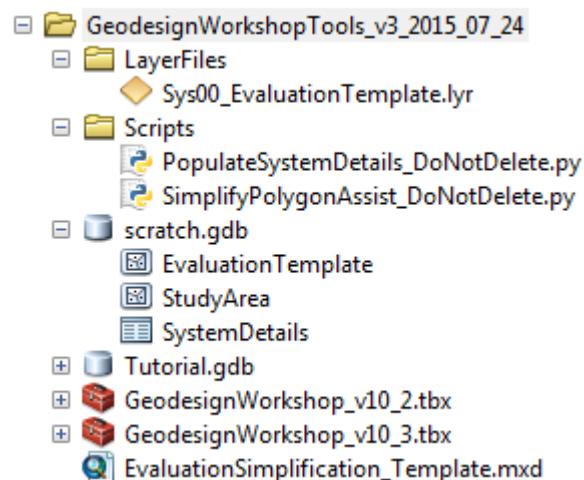 GeodesignWorkshopTools_v3_2015_07_24
LayerFiles
Sys00_EvaluationTemplate.lyr
Scripts
PopulateSystemDetails_DoNotDelete.py
SimplifyPolygonAssist_DoNotDelete.py
scratch.gdb
EvaluationTemplate
StudyArea
SystemDetails
Tutorial.gdb
GeodesignWorkshop_v10_2.tbx
GeodesignWorkshop_v10_3.tbx
EvaluationSimplification_Template.mxd